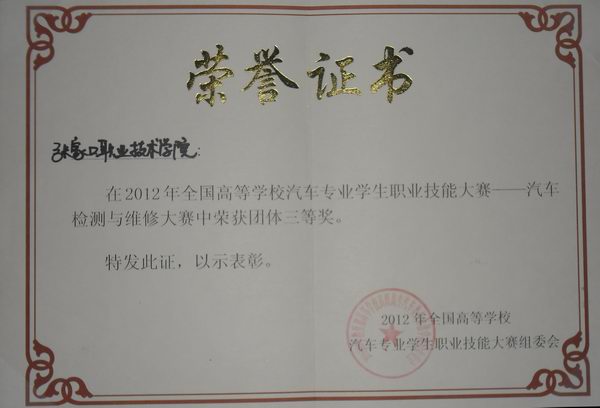 荣誉证书
张家口职业技术学院:
在2012年全国高等学校汽车专业学生职业技能大赛——汽车
检测与维修大赛中荣获团体三等奖。
特发此证，以示表彰。
2012年全国高等学校
汽车专业学生职业技能大赛组委会